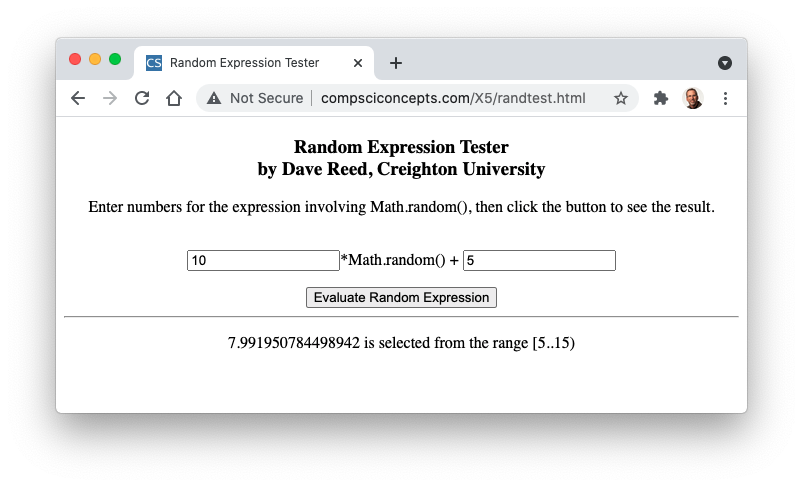 CS Random Expression Tester
Not Secure compsciconcepts.com/X5/randtest.html
Random Expression Tester
by Dave Reed, Creighton University
Enter numbers for the expression involving Math.random(), then click the button to see the result.
10 *Math.random() + 5
Evaluate Random Expression
7.991950784498942 is selected from the range [5..15)